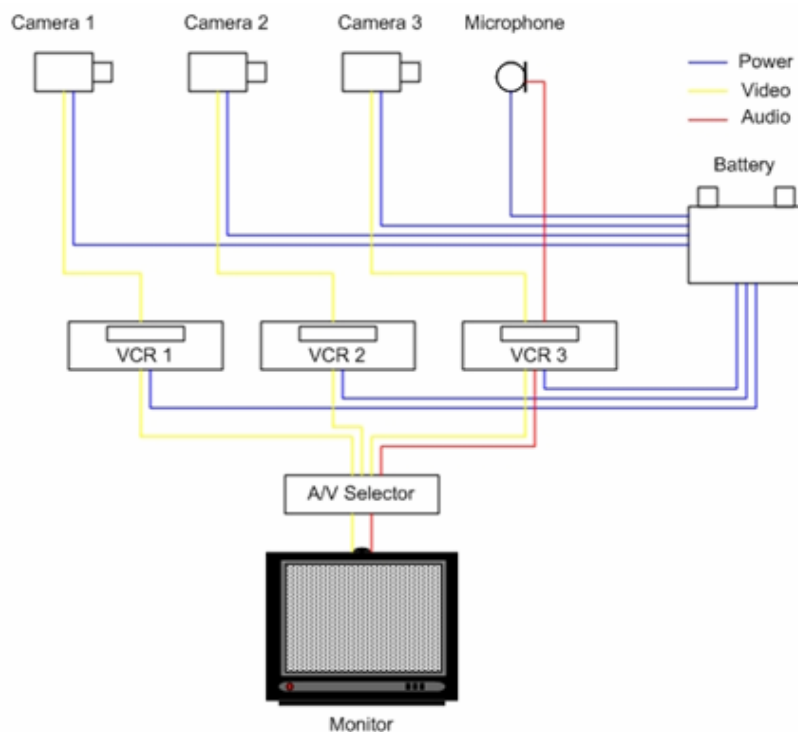 Camera 1
Camera 2
Camera 3
Microphone
Power
Video
Audio
Battery
VCR 1
VCR 2
VCR 3
A/V Selector
Monitor